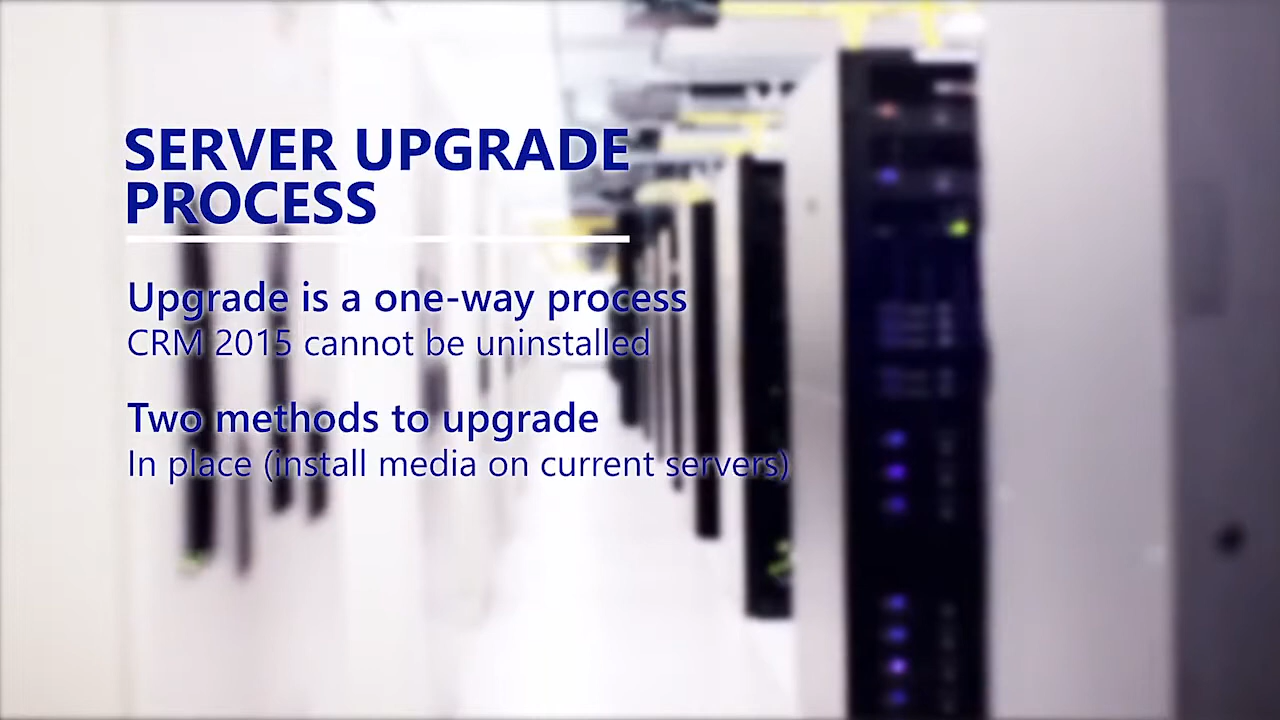 SERVER UPGRADE
PROCESS
Upgrade is a one-way process
CRM 2015 cannot be uninstalled
Two methods to upgrade
In place (install media on current servers)